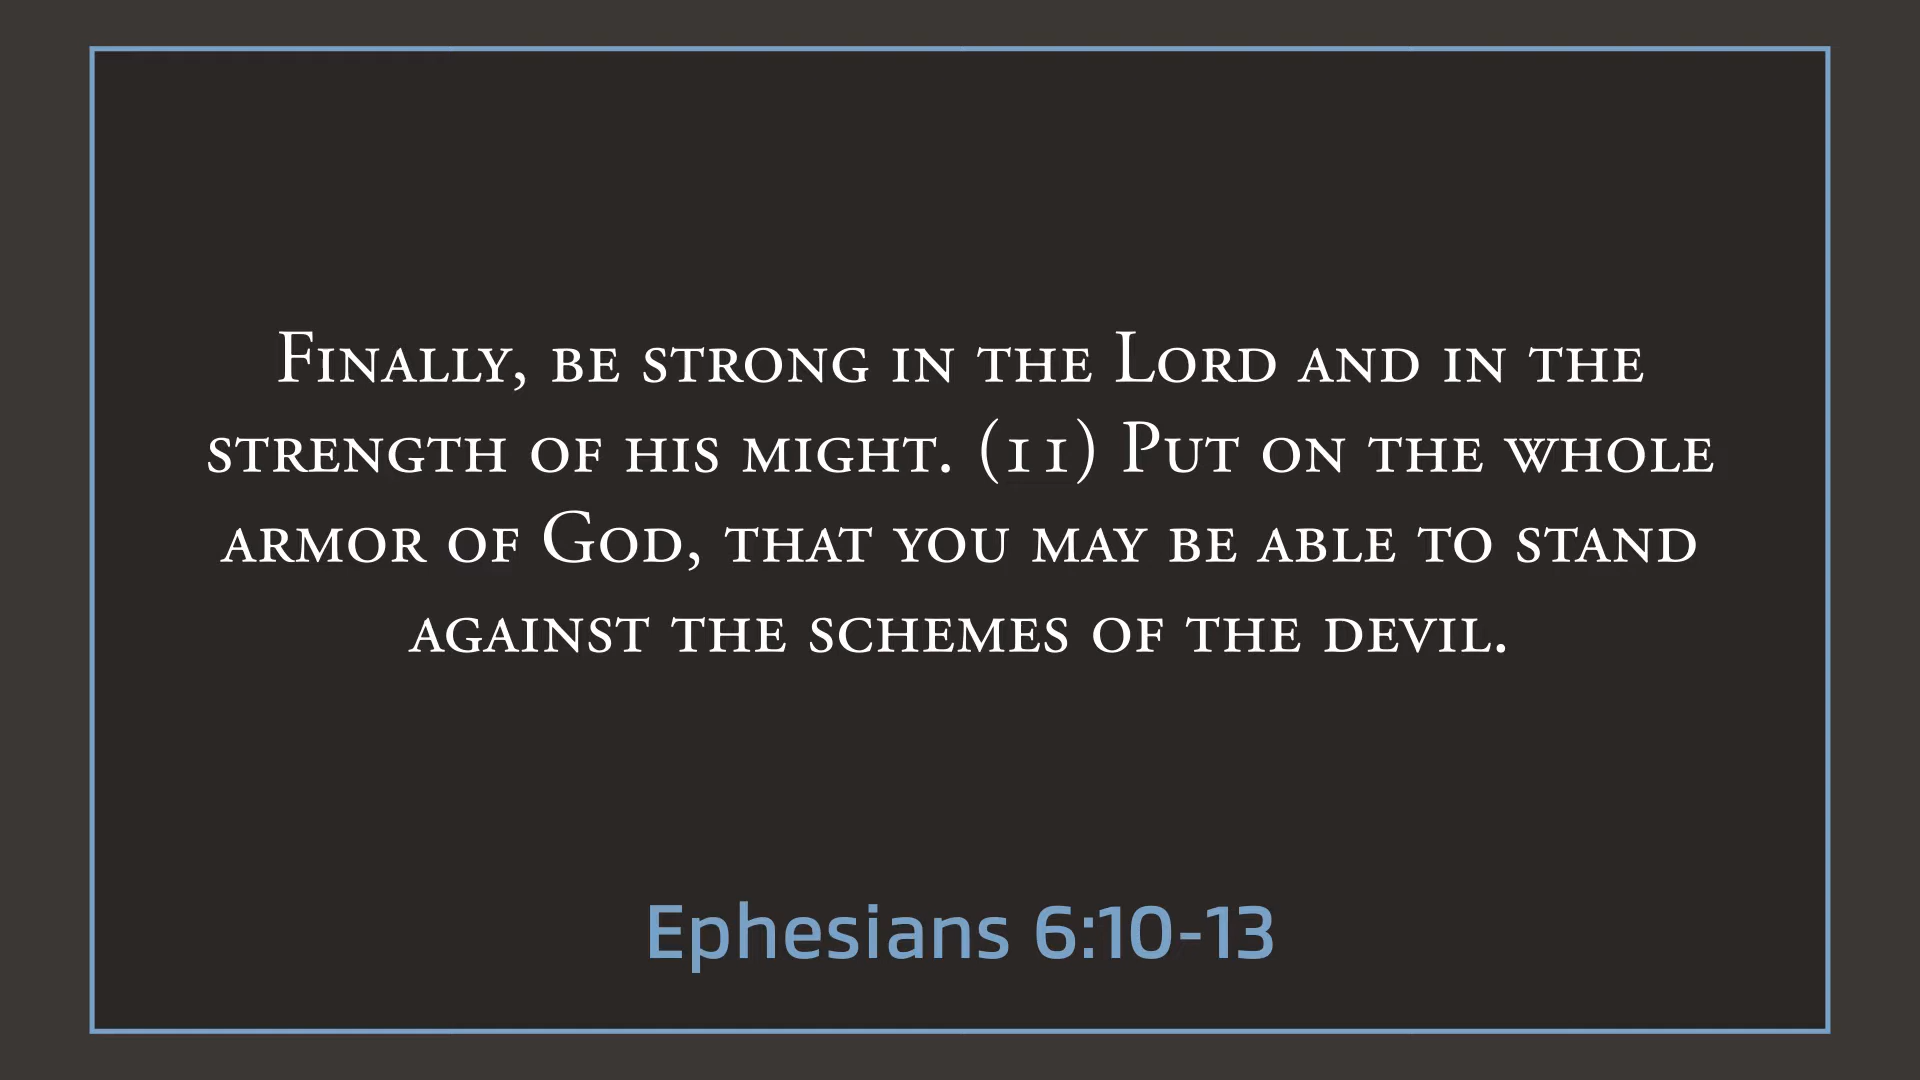 Finally, be strong in the Lord and in the
strength of his might. (11) Put on the whole
armor of God, that you may be able to stand
against the schemes of the devil.
Ephesians 6:10-13